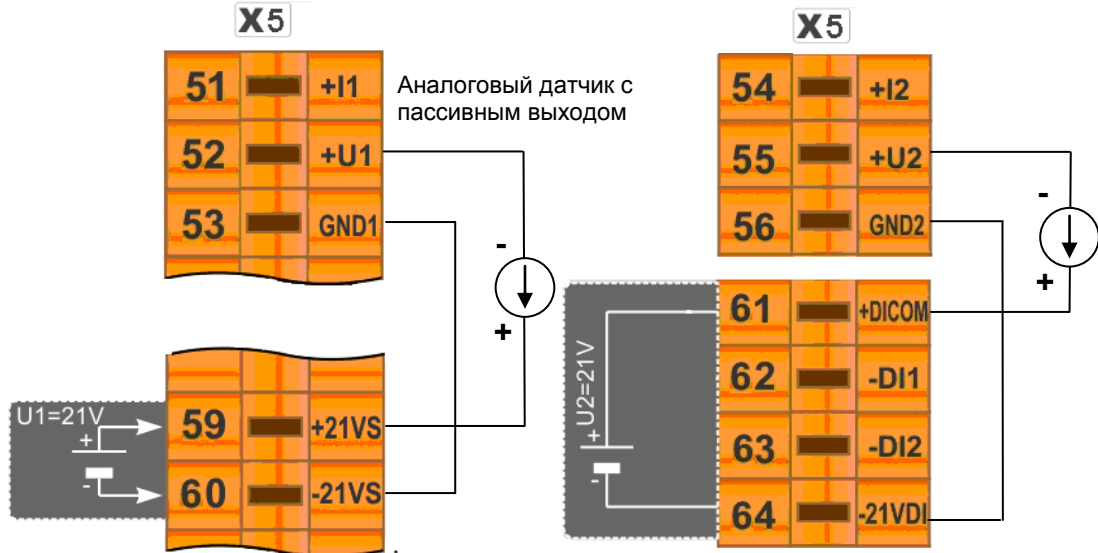 X5
51 +I1
52 +U1
53 GND1
Аналоговый датчик с
пассивным выходом
-
+
U1=21V
+
-
59 +21VS
60 -21VS
X5
54 +I2
55 +U2
56 GND2
-
+
U2=21V
+
-
61 +DICOM
62 -DI1
63 -DI2
64 -21VDI